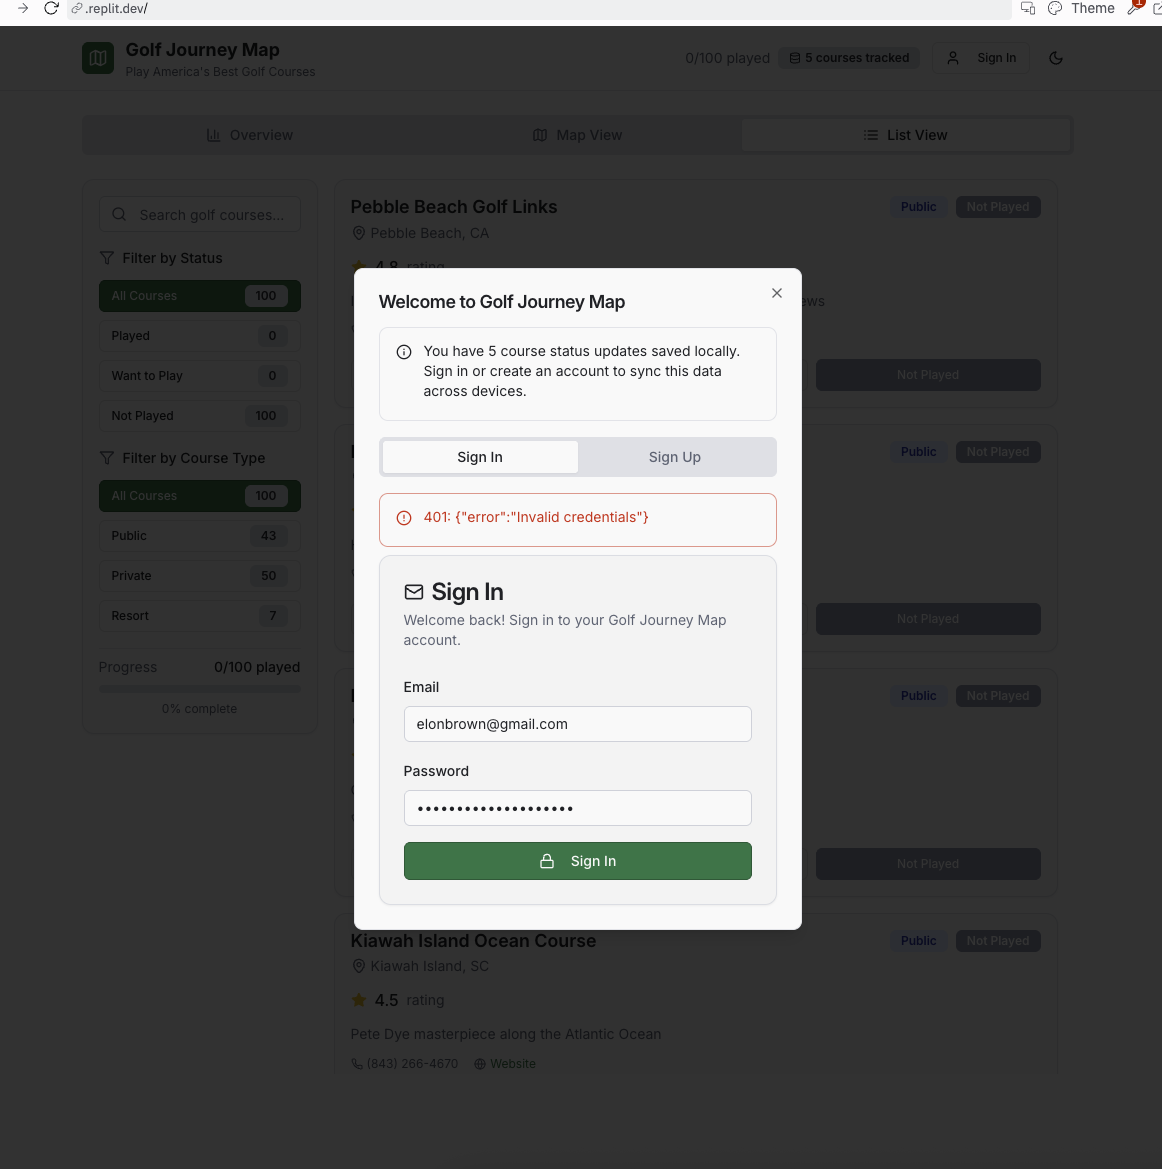 .replit.dev/
Theme
1
Golf Journey Map
Play America's Best Golf Courses
0/100 played
5 courses tracked
Sign In
Overview
Map View
List View
Search golf courses...
Filter by Status
All Courses 100
Played 0
Want to Play 0
Not Played 100
Filter by Course Type
All Courses 100
Public 43
Private 50
Resort 7
Progress 0/100 played
0% complete
Pebble Beach Golf Links
Public
Not Played
Pebble Beach, CA
4.8 rating
Not Played
Public
Not Played
Not Played
Public
Not Played
Not Played
Kiawah Island Ocean Course
Public
Not Played
Kiawah Island, SC
4.5 rating
Pete Dye masterpiece along the Atlantic Ocean
(843) 266-4670
Website
Welcome to Golf Journey Map
You have 5 course status updates saved locally.
Sign in or create an account to sync this data
across devices.
Sign In
Sign Up
401: {"error":"Invalid credentials"}
Sign In
Welcome back! Sign in to your Golf Journey Map
account.
Email
elonbrown@gmail.com
Password
••••••••••••••••••••
Sign In